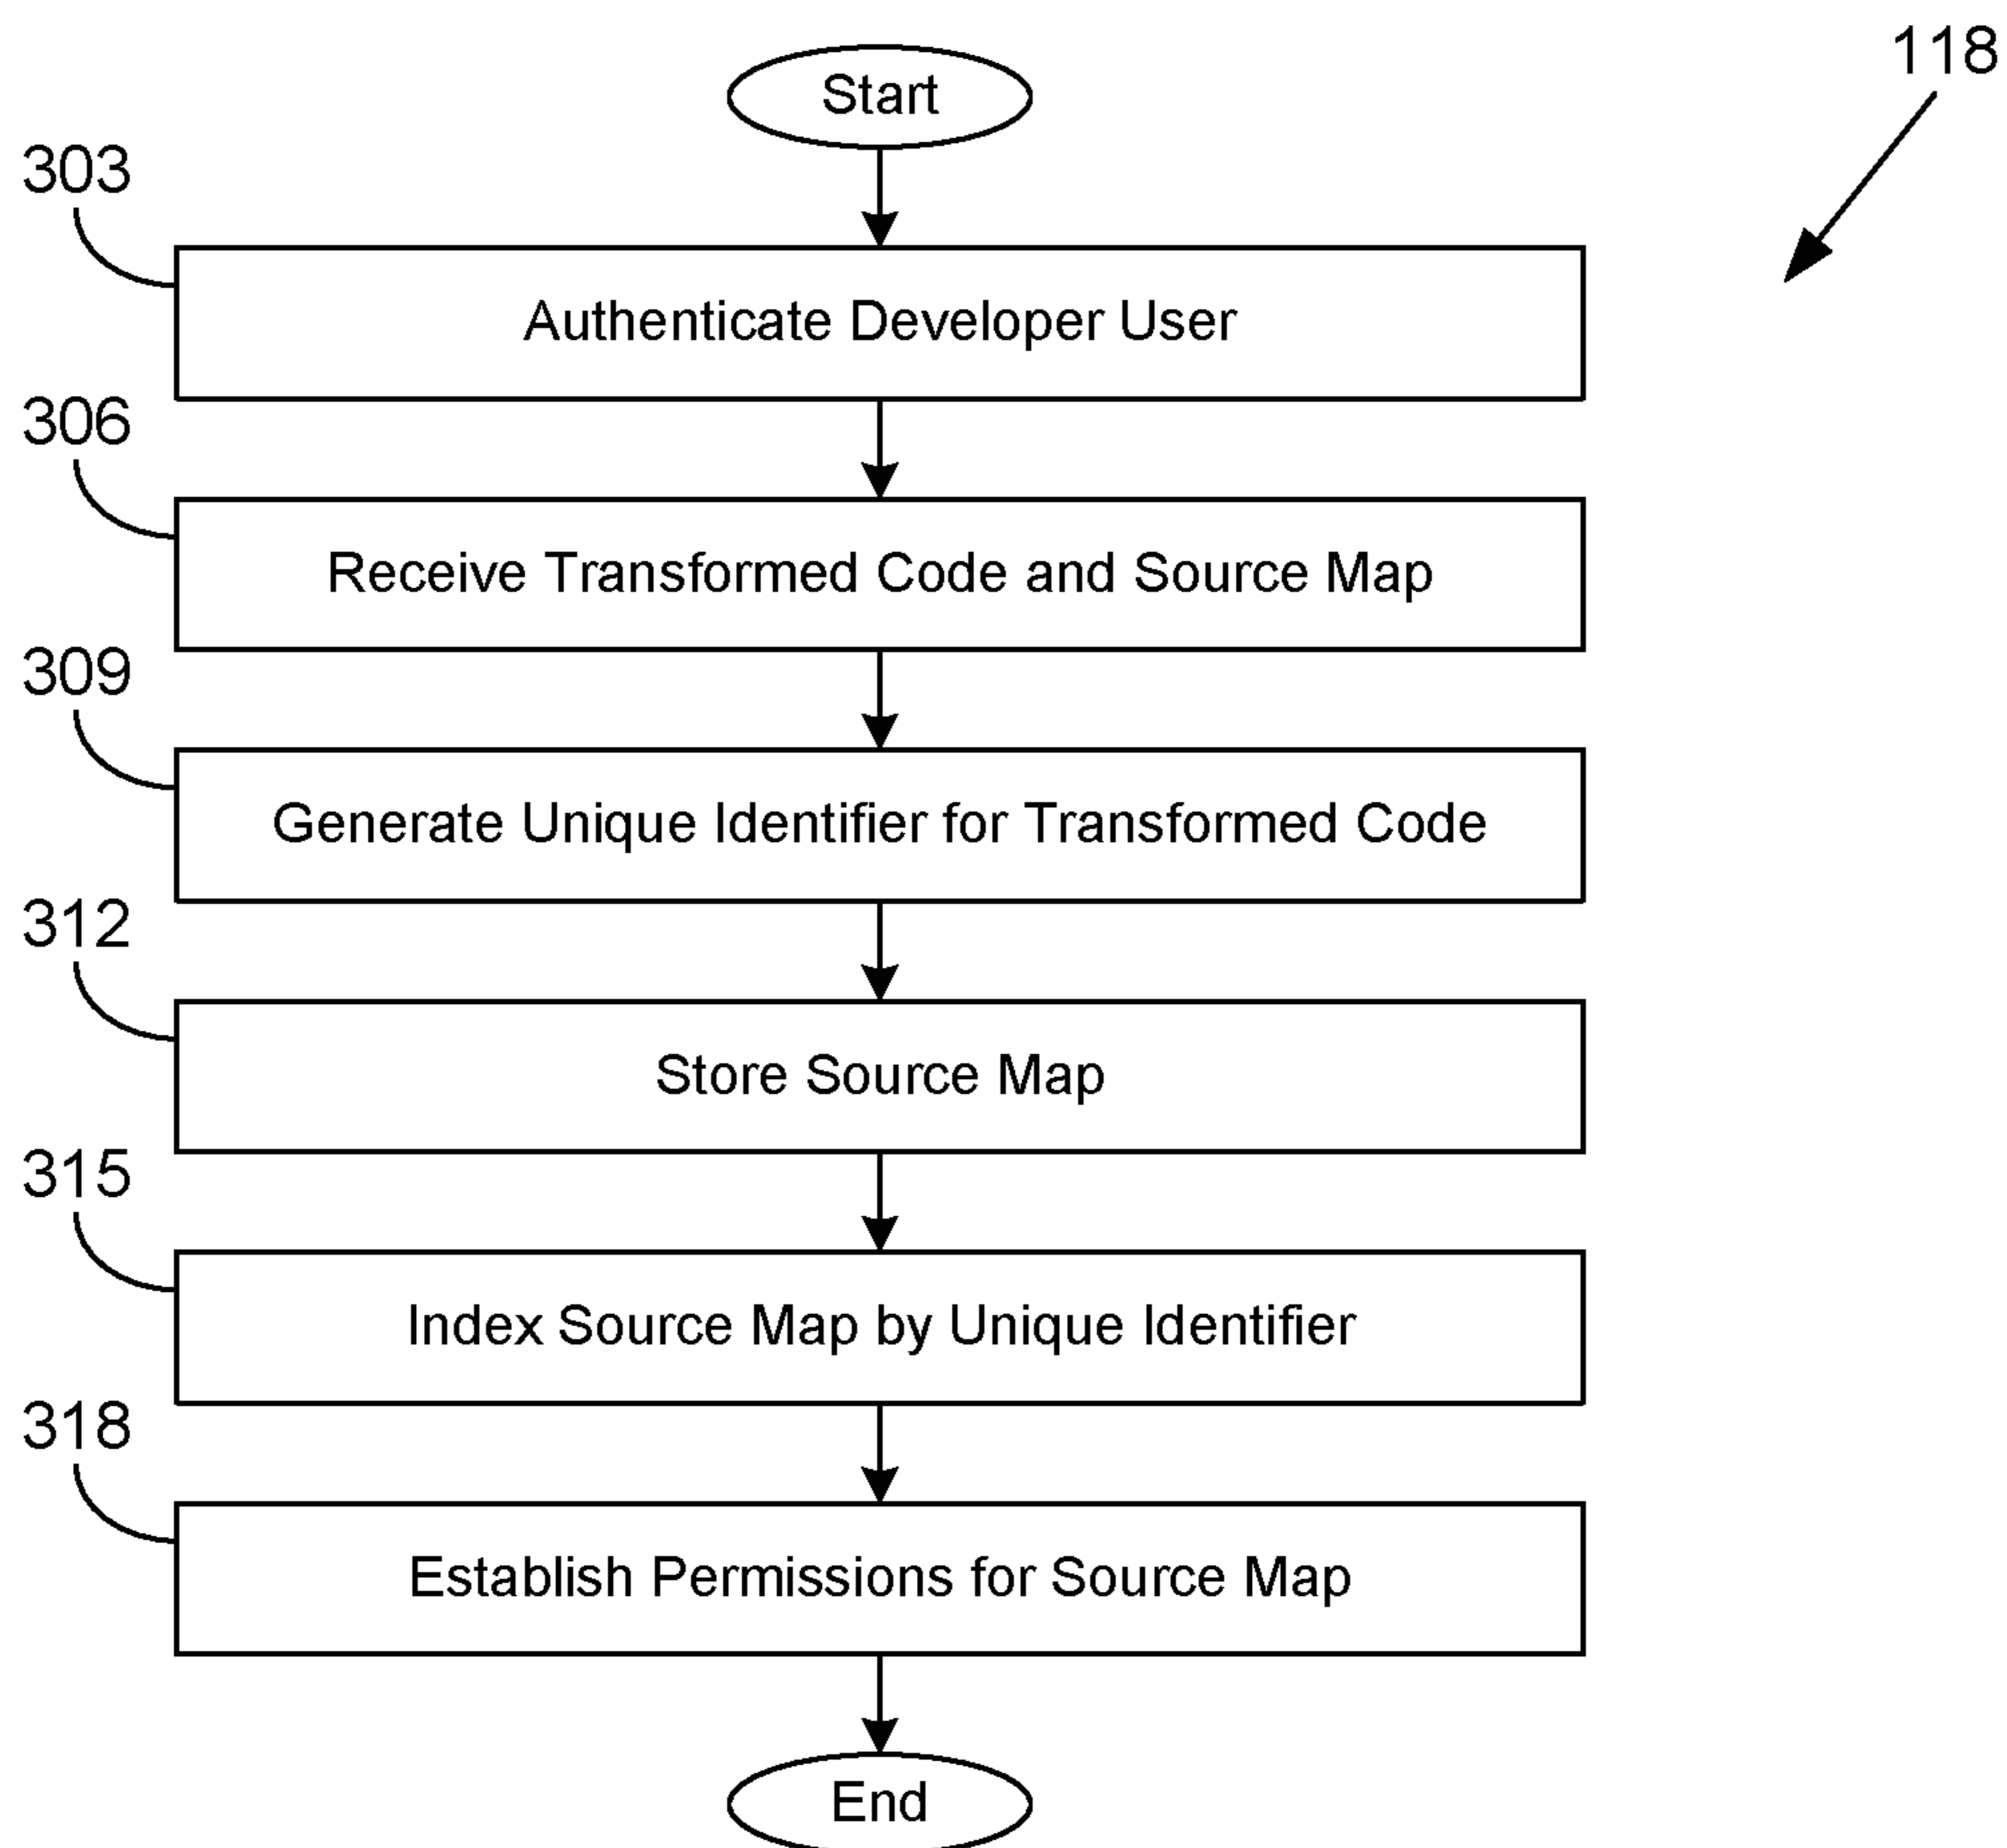 118
Start
303
Authenticate Developer User
306
Receive Transformed Code and Source Map
309
Generate Unique Identifier for Transformed Code
312
Store Source Map
315
Index Source Map by Unique Identifier
318
Establish Permissions for Source Map
End